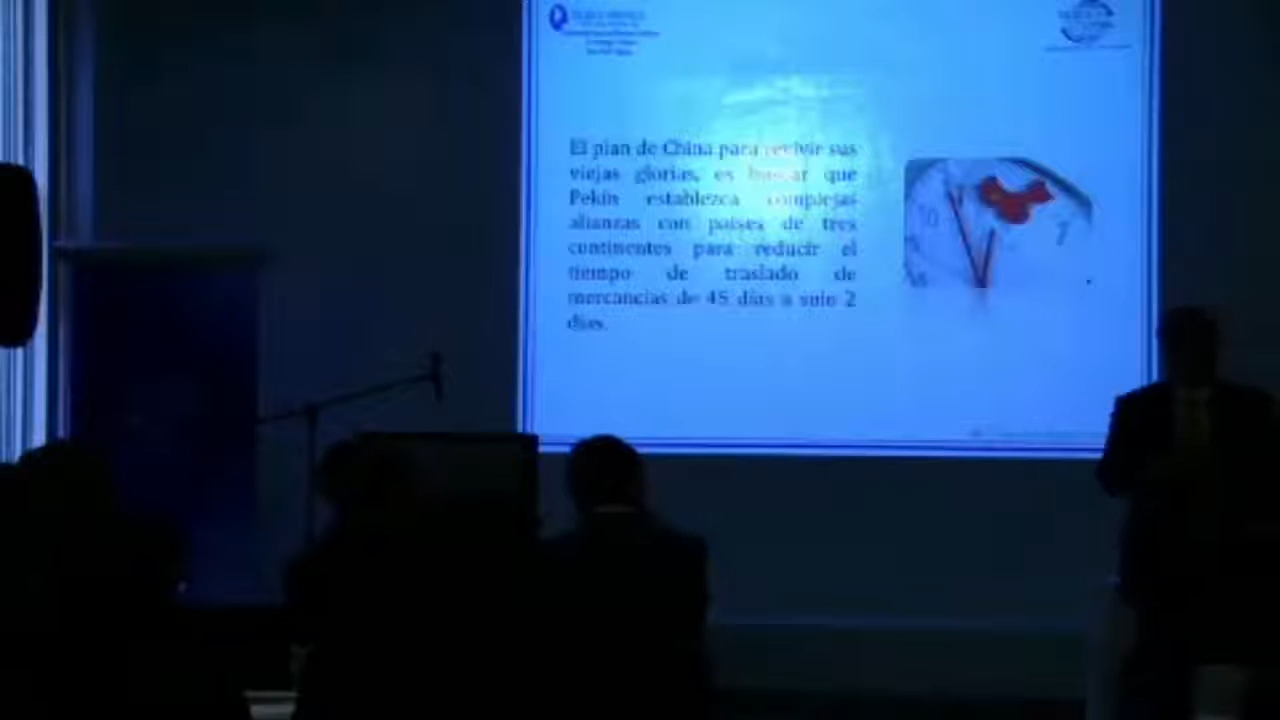 El plan de China para revivir sus
viejas glorias, es buscar que
Pekín establezca complejas
alianzas con países de tres
continentes para reducir el
tiempo de traslado de
mercancías de 45 días a solo 2
días.
10